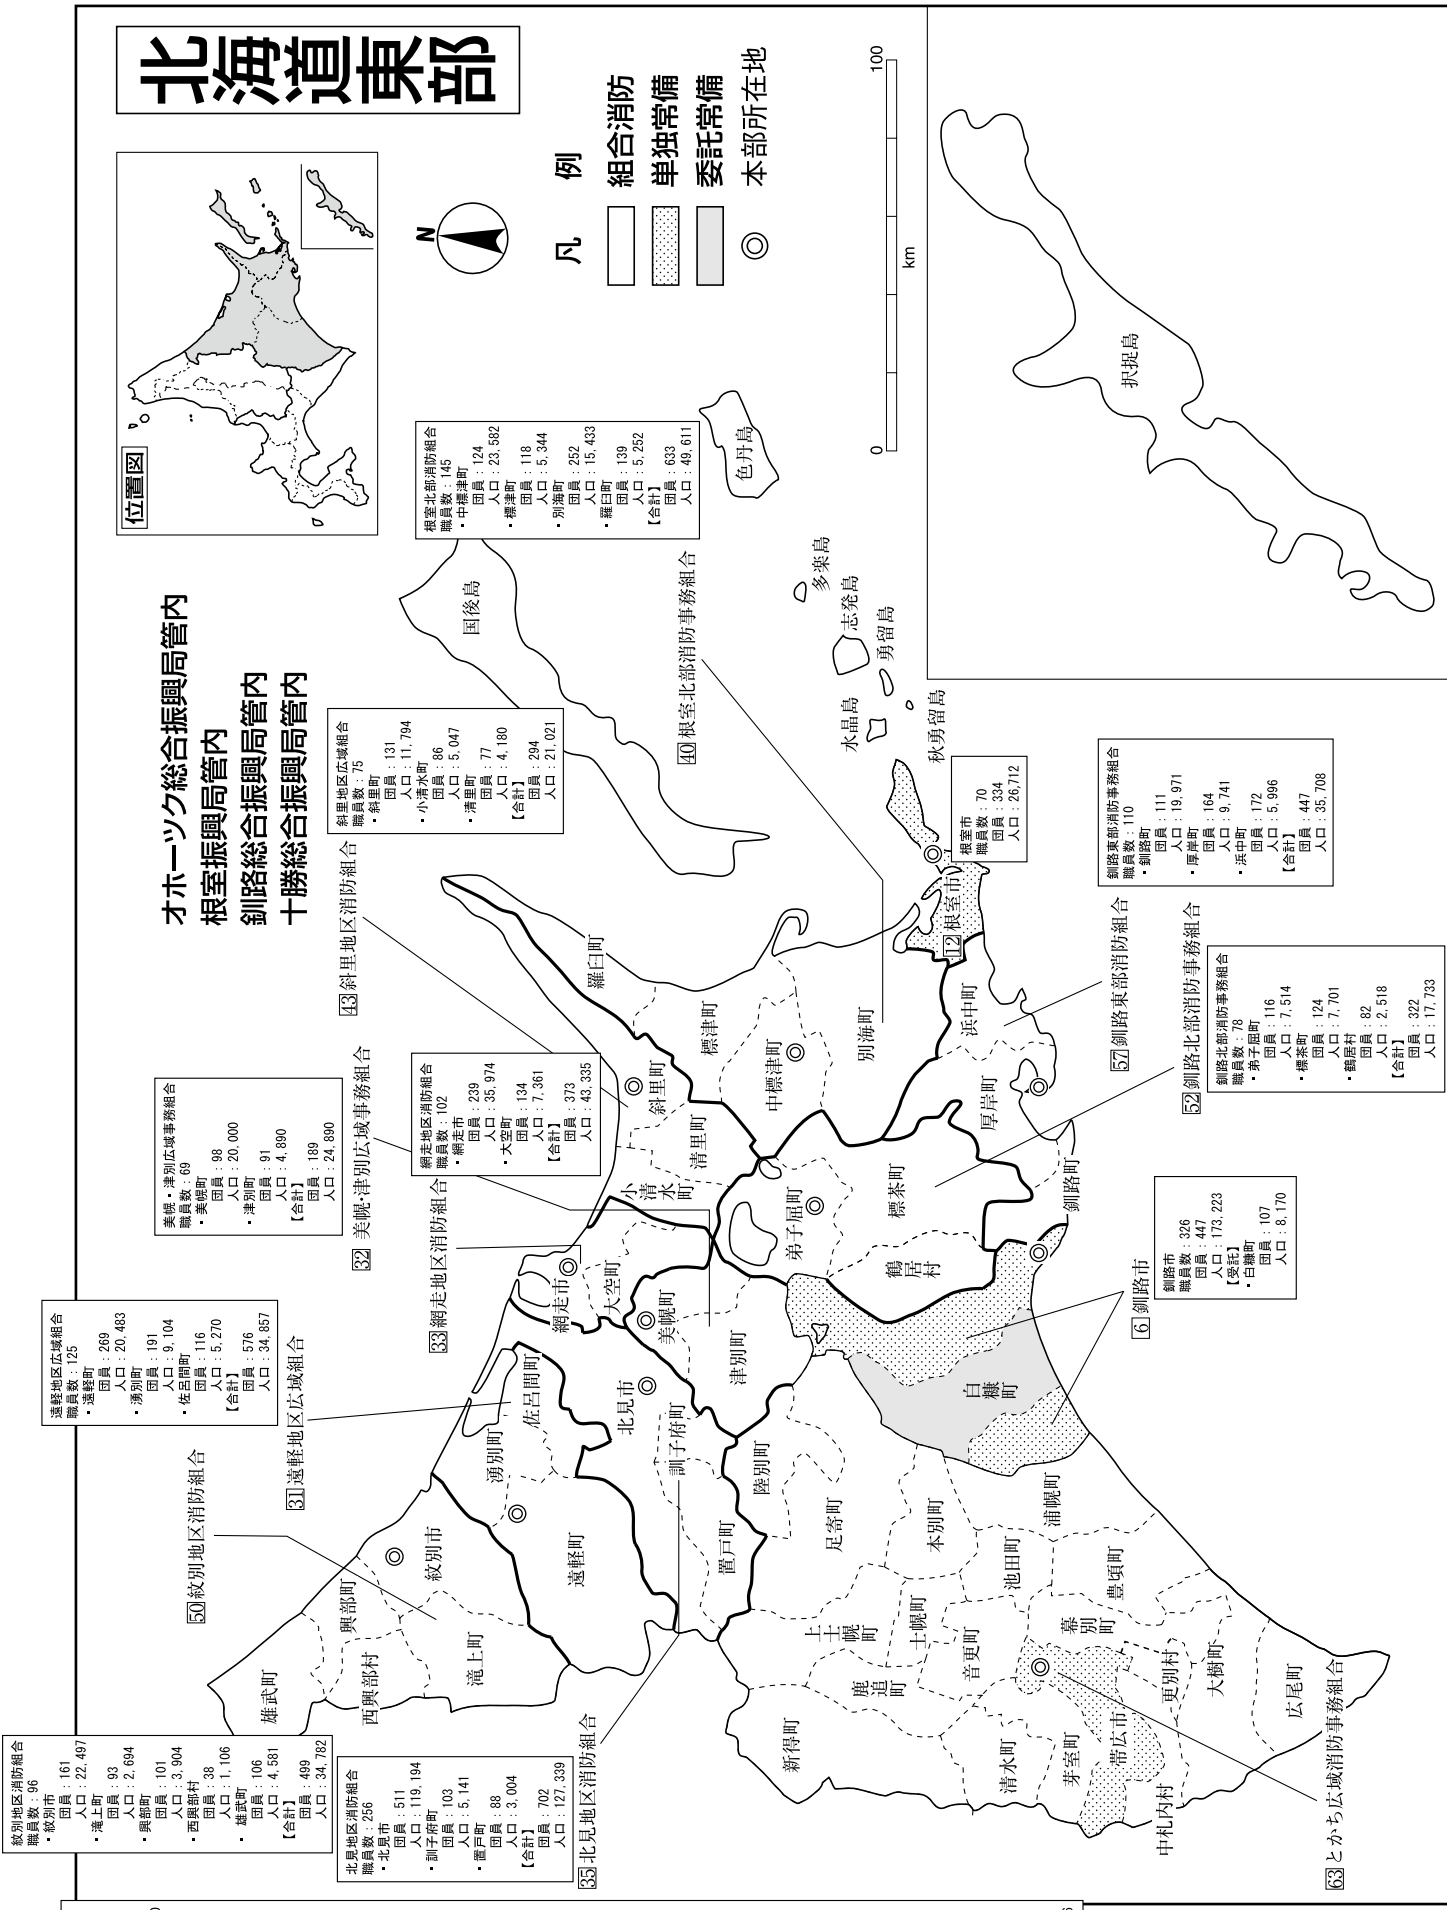 北海道東部
位置図
N
凡　例
組合消防
単独常備
委託常備
本部所在地
0
100
km
オホーツク総合振興局管内
根室振興局管内
釧路総合振興局管内
十勝総合振興局管内
紋別地区消防組合
職員数：96
・紋別市
団員：161
人口：22,497
・滝上町
団員：93
人口：2,694
・興部町
団員：101
人口：3,904
・西興部村
団員：38
人口：1,106
・雄武町
団員：106
人口：4,581
【合計】
団員：499
人口：34,782
北見地区消防組合
職員数：256
・北見市
団員：511
人口：119,194
・訓子府町
団員：103
人口：5,141
・置戸町
団員：88
人口：3,004
【合計】
団員：702
人口：127,339
遠軽地区広域組合
職員数：125
・遠軽町
団員：269
人口：20,483
・湧別町
団員：191
人口：9,104
・佐呂間町
団員：116
人口：5,270
【合計】
団員：576
人口：34,857
美幌・津別広域事務組合
職員数：69
・美幌町
団員：98
人口：20,000
・津別町
団員：91
人口：4,890
【合計】
団員：189
人口：24,890
網走地区消防組合
職員数：102
・網走市
団員：239
人口：35,974
・大空町
団員：134
人口：7,361
【合計】
団員：373
人口：43,335
斜里地区広域組合
職員数：75
・斜里町
団員：131
人口：11,794
・小清水町
団員：86
人口：5,047
・清里町
団員：77
人口：4,180
【合計】
団員：294
人口：21,021
根室北部消防組合
職員数：145
・中標津町
団員：124
人口：23,582
・標津町
団員：118
人口：5,344
・別海町
団員：252
人口：15,433
・羅臼町
団員：139
人口：5,252
【合計】
団員：633
人口：49,611
根室市
職員数：70
団員：334
人口：26,712
釧路東部消防事務組合
職員数：110
・釧路町
団員：111
人口：19,971
・厚岸町
団員：164
人口：9,741
・浜中町
団員：172
人口：5,996
【合計】
団員：447
人口：35,708
釧路北部消防事務組合
職員数：78
・弟子屈町
団員：116
人口：7,514
・標茶町
団員：124
人口：7,701
・鶴居村
団員：82
人口：2,518
【合計】
団員：322
人口：17,733
釧路市
職員数：326
団員：447
人口：173,223
【受託】
・白糠町
団員：107
人口：8,170
50 紋別地区消防組合
31 遠軽地区広域組合
32 美幌・津別広域事務組合
33 網走地区消防組合
43 斜里地区消防組合
40 根室北部消防事務組合
12 根室市
57 釧路東部消防組合
52 釧路北部消防事務組合
6 釧路市
35 北見地区消防組合
63 とかち広域消防事務組合
雄武町
興部町
西興部村
紋別市
滝上町
湧別町
佐呂間町
遠軽町
北見市
訓子府町
置戸町
網走市
大空町
美幌町
津別町
小清水町
清里町
斜里町
羅臼町
標津町
中標津町
別海町
浜中町
厚岸町
釧路町
標茶町
弟子屈町
鶴居村
白糠町
陸別町
足寄町
本別町
浦幌町
池田町
豊頃町
幕別町
上士幌町
士幌町
音更町
鹿追町
新得町
清水町
芽室町
帯広市
中札内村
更別村
大樹町
広尾町
国後島
色丹島
多楽島
志発島
勇留島
水晶島
秋勇留島
択捉島